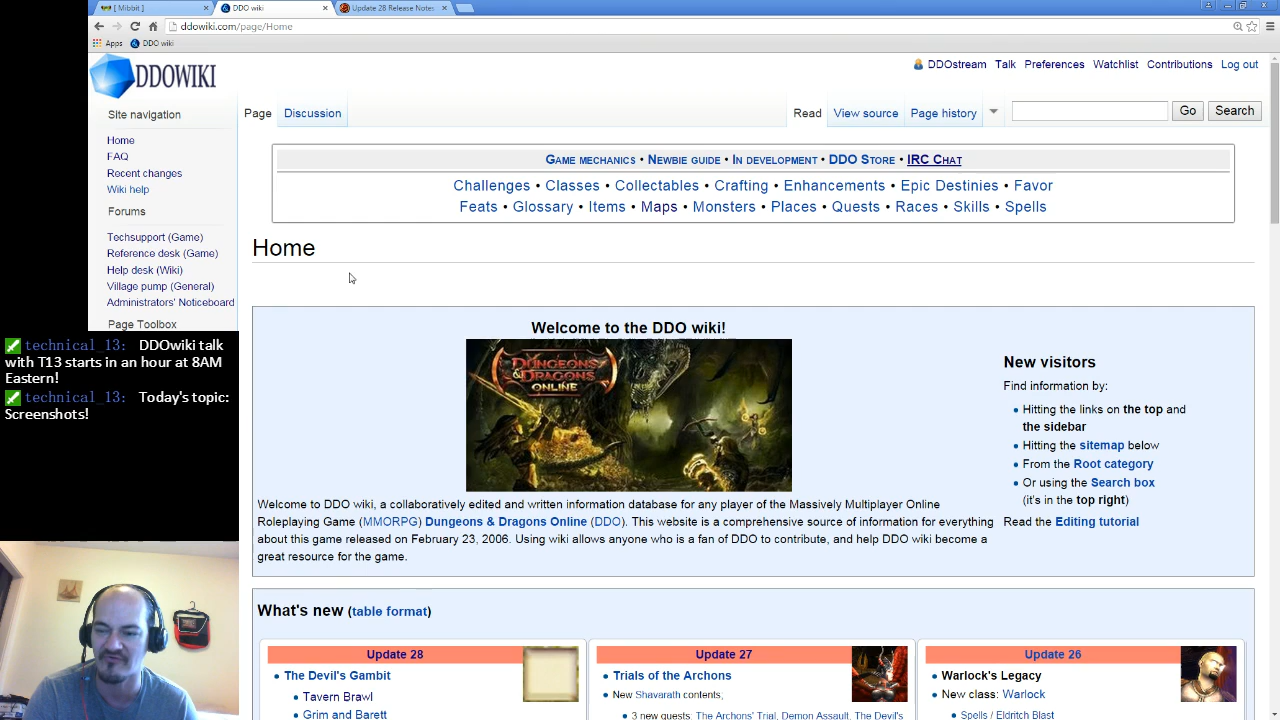 [ Mibbit ]
DDO wiki
Update 28 Release Notes
ddowiki.com/page/Home
Apps
DDO wiki
DDOWIKI
DDOstream Talk Preferences Watchlist Contributions Log out
Site navigation
Home
FAQ
Recent changes
Wiki help
Forums
Techsupport (Game)
Reference desk (Game)
Help desk (Wiki)
Village pump (General)
Administrators' Noticeboard
Page Toolbox
Page Discussion
Read View source Page history
Go Search
Game mechanics • Newbie guide • In development • DDO Store • IRC Chat
Challenges • Classes • Collectables • Crafting • Enhancements • Epic Destinies • Favor
Feats • Glossary • Items • Maps • Monsters • Places • Quests • Races • Skills • Spells
Home
Welcome to the DDO wiki!
DUNGEONS
& DRAGONS
ONLINE
Welcome to DDO wiki, a collaboratively edited and written information database for any player of the Massively Multiplayer Online
Roleplaying Game (MMORPG) Dungeons & Dragons Online (DDO). This website is a comprehensive source of information for everything
about this game released on February 23, 2006. Using wiki allows anyone who is a fan of DDO to contribute, and help DDO wiki become a
great resource for the game.
New visitors
Find information by:
• Hitting the links on the top and
the sidebar
• Hitting the sitemap below
• From the Root category
• Or using the Search box
(it's in the top right)
Read the Editing tutorial
What's new (table format)
Update 28
• The Devil's Gambit
• Tavern Brawl
• Grim and Barett
Update 27
• Trials of the Archons
• New Shavarath contents,
• 3 new quests: The Archons' Trial, Demon Assault, The Devil's
Update 26
• Warlock's Legacy
• New class: Warlock
• Spells / Eldritch Blast
technical_13: DDOwiki talk
with T13 starts in an hour at 8AM
Eastern!
technical_13: Today's topic:
Screenshots!